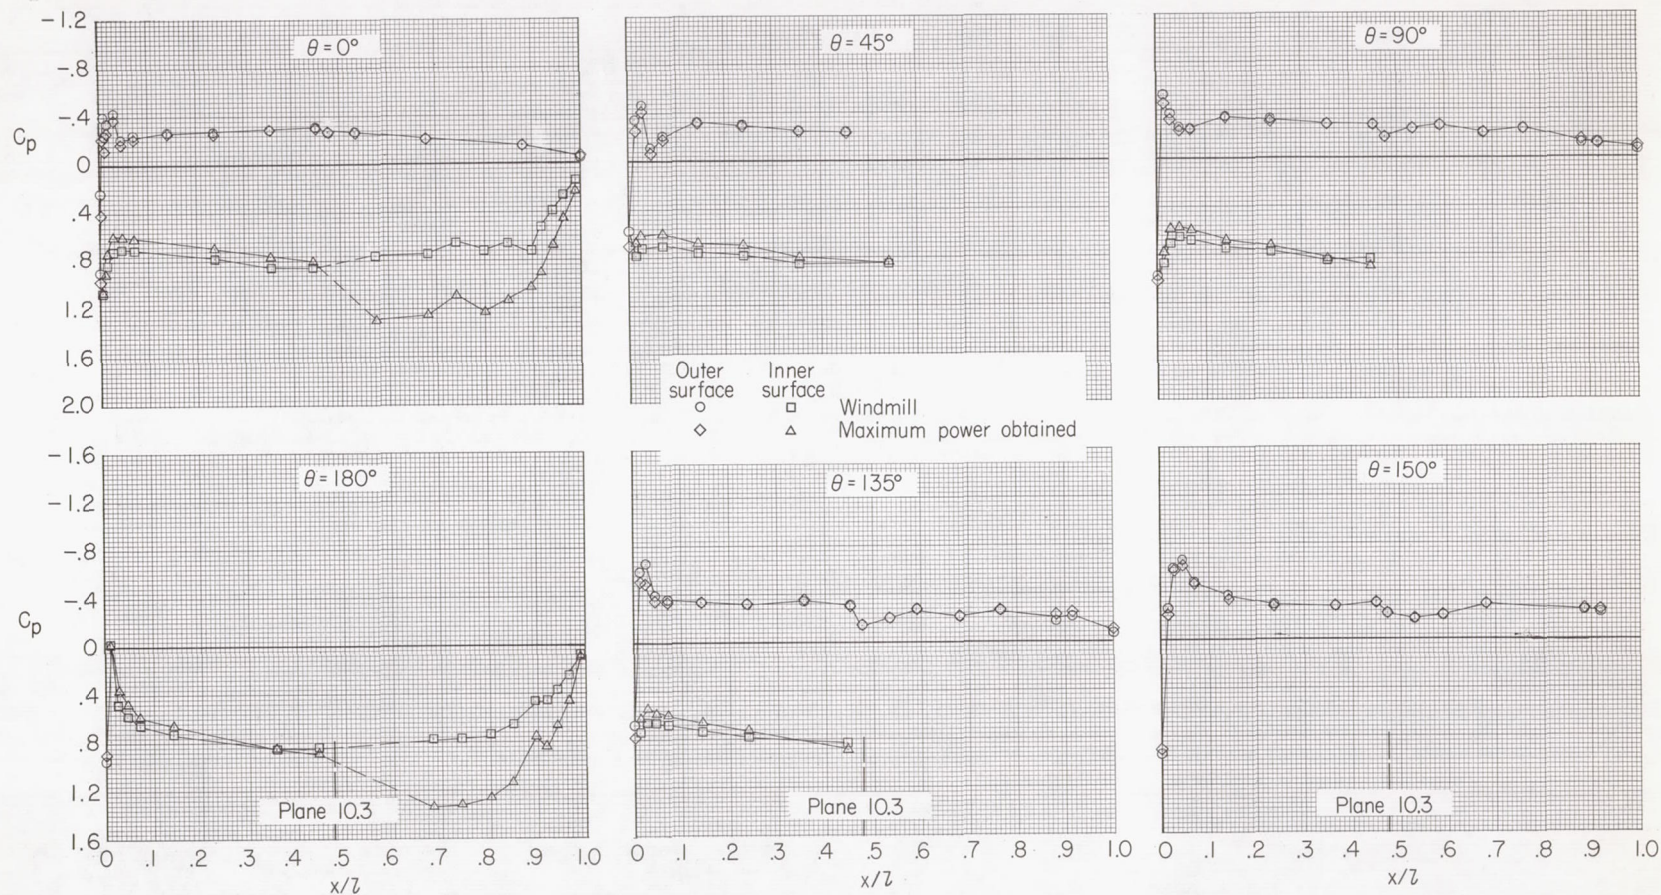 θ = 0°
θ = 45°
θ = 90°
-1.2
-.8
-.4
Cp
0
.4
.8
1.2
1.6
2.0
Outer surface
Inner surface
Windmill
Maximum power obtained
θ = 180°
θ = 135°
θ = 150°
-1.6
-1.2
-.8
-.4
Cp
0
.4
.8
1.2
1.6
Plane 10.3
Plane 10.3
Plane 10.3
0 .1 .2 .3 .4 .5 .6 .7 .8 .9 1.0
0 .1 .2 .3 .4 .5 .6 .7 .8 .9 1.0
0 .1 .2 .3 .4 .5 .6 .7 .8 .9 1.0
x/l
x/l
x/l